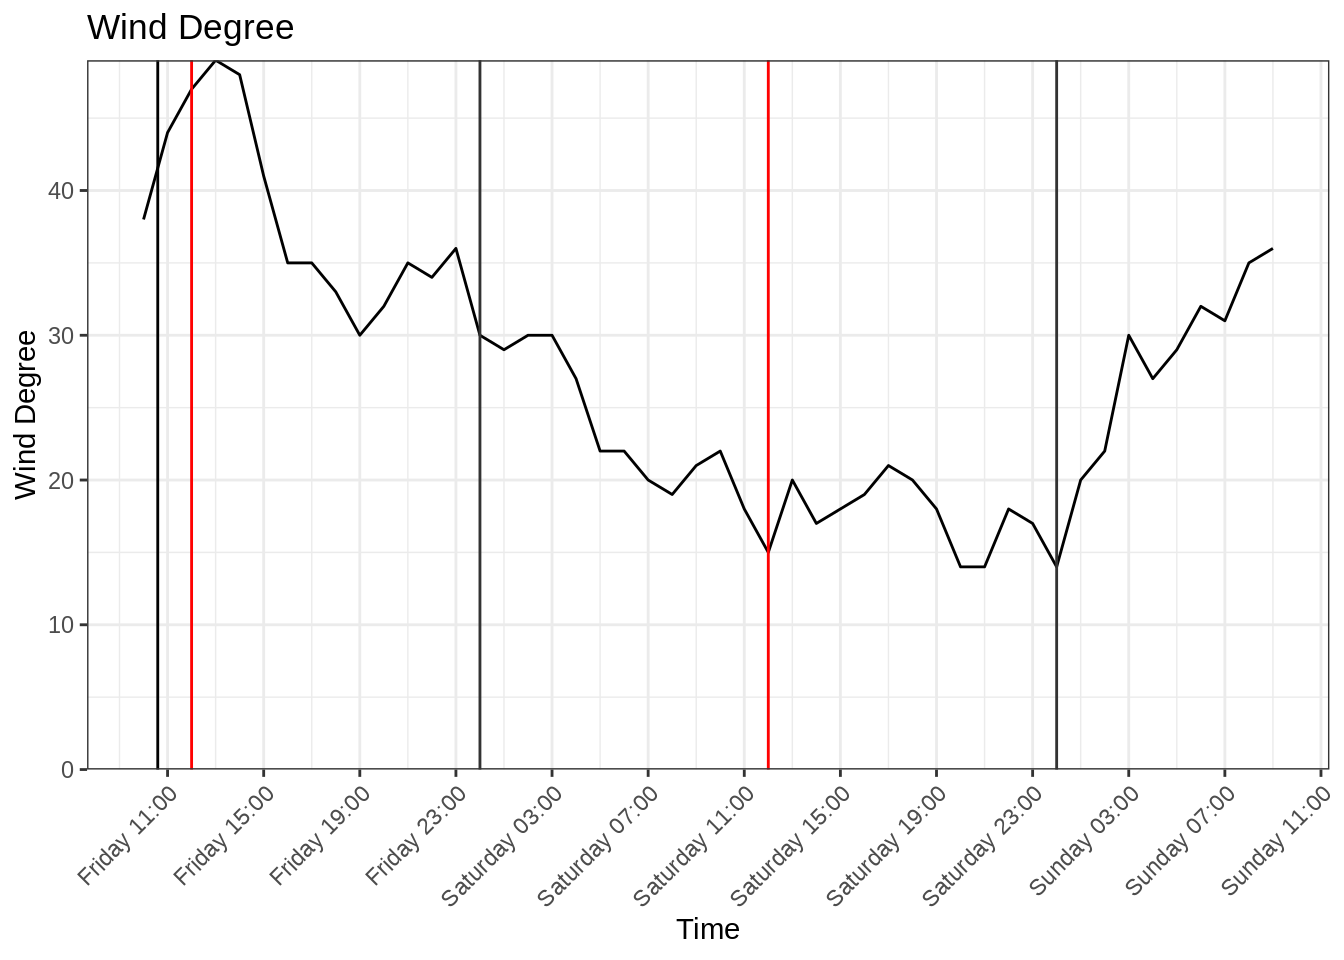 Wind Degree
Wind Degree
40
30
20
10
0
Friday 11:00
Friday 15:00
Friday 19:00
Friday 23:00
Saturday 03:00
Saturday 07:00
Saturday 11:00
Saturday 15:00
Saturday 19:00
Saturday 23:00
Sunday 03:00
Sunday 07:00
Sunday 11:00
Time